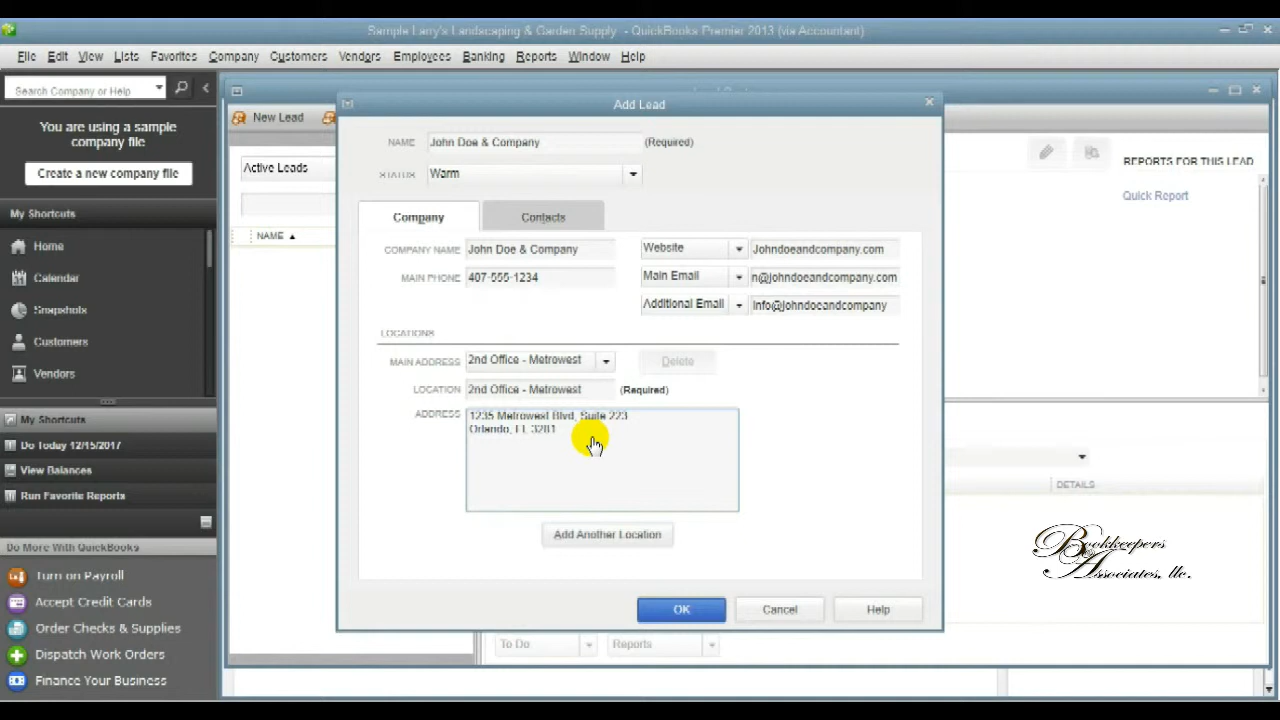 Sample Larry's Landscaping & Garden Supply - QuickBooks Premier 2013 (via Accountant)
File Edit View Lists Favorites Company Customers Vendors Employees Banking Reports Window Help
Search Company or Help
You are using a sample
company file
Create a new company file
My Shortcuts
Home
Calendar
Snapshots
Customers
Vendors
My Shortcuts
Do Today 12/15/2017
View Balances
Run Favorite Reports
Do More With QuickBooks
Turn on Payroll
Accept Credit Cards
Order Checks & Supplies
Dispatch Work Orders
Finance Your Business
New Lead
Active Leads
NAME
Add Lead
NAME John Doe & Company (Required)
STATUS Warm
Company Contacts
COMPANY NAME John Doe & Company Website Johndoeandcompany.com
MAIN PHONE 407-555-1234 Main Email n@johndoeandcompany.com
Additional Email Info@johndoeandcompany
LOCATIONS
MAIN ADDRESS 2nd Office - Metrowest Delete
LOCATION 2nd Office - Metrowest (Required)
ADDRESS 1235 Metrowest Blvd, Suite 223
Orlando, FL 3281
Add Another Location
OK Cancel Help
To Do Reports
REPORTS FOR THIS LEAD
Quick Report
DETAILS
Bookkeepers
Associates, llc.